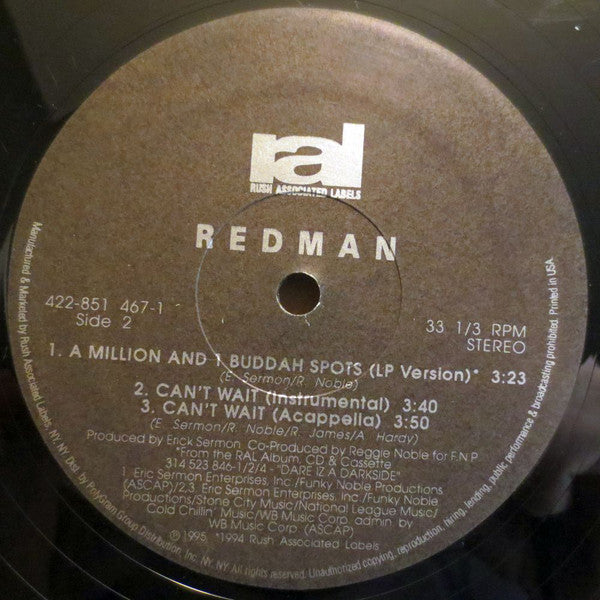 ral
RUSH ASSOCIATED LABELS
REDMAN
422-851 467-1
Side 2
33 1/3 RPM
STEREO
1. A MILLION AND 1 BUDDAH SPOTS (LP Version)* 3:23
(E. Sermon/R. Noble)
2. CAN'T WAIT (Instrumental) 3:40
3. CAN'T WAIT (Acappella) 3:50
(E. Sermon/R. Noble/R. James/A. Hardy)
Produced by Erick Sermon. Co-Produced by Reggie Noble for F.N.P.
*From the RAL Album, CD & Cassette
314 523 846-1/2/4 - "DARE IZ A DARKSIDE"
1. Eric Sermon Enterprises, Inc./Funky Noble Productions
(ASCAP)/2,3. Eric Sermon Enterprises, Inc./Funky Noble
Productions/Stone City Music/National League Music/
Cold Chillin' Music/WB Music Corp. admin. by
WB Music Corp. (ASCAP)
℗ 1995 *1994 Rush Associated Labels
Manufactured & Marketed by Rush Associated Labels, NY, NY Dist. by PolyGram Group Distribution, Inc. NY, NY All rights reserved. Unauthorized copying, reproduction, hiring, lending, public performance & broadcasting prohibited. Printed in USA.